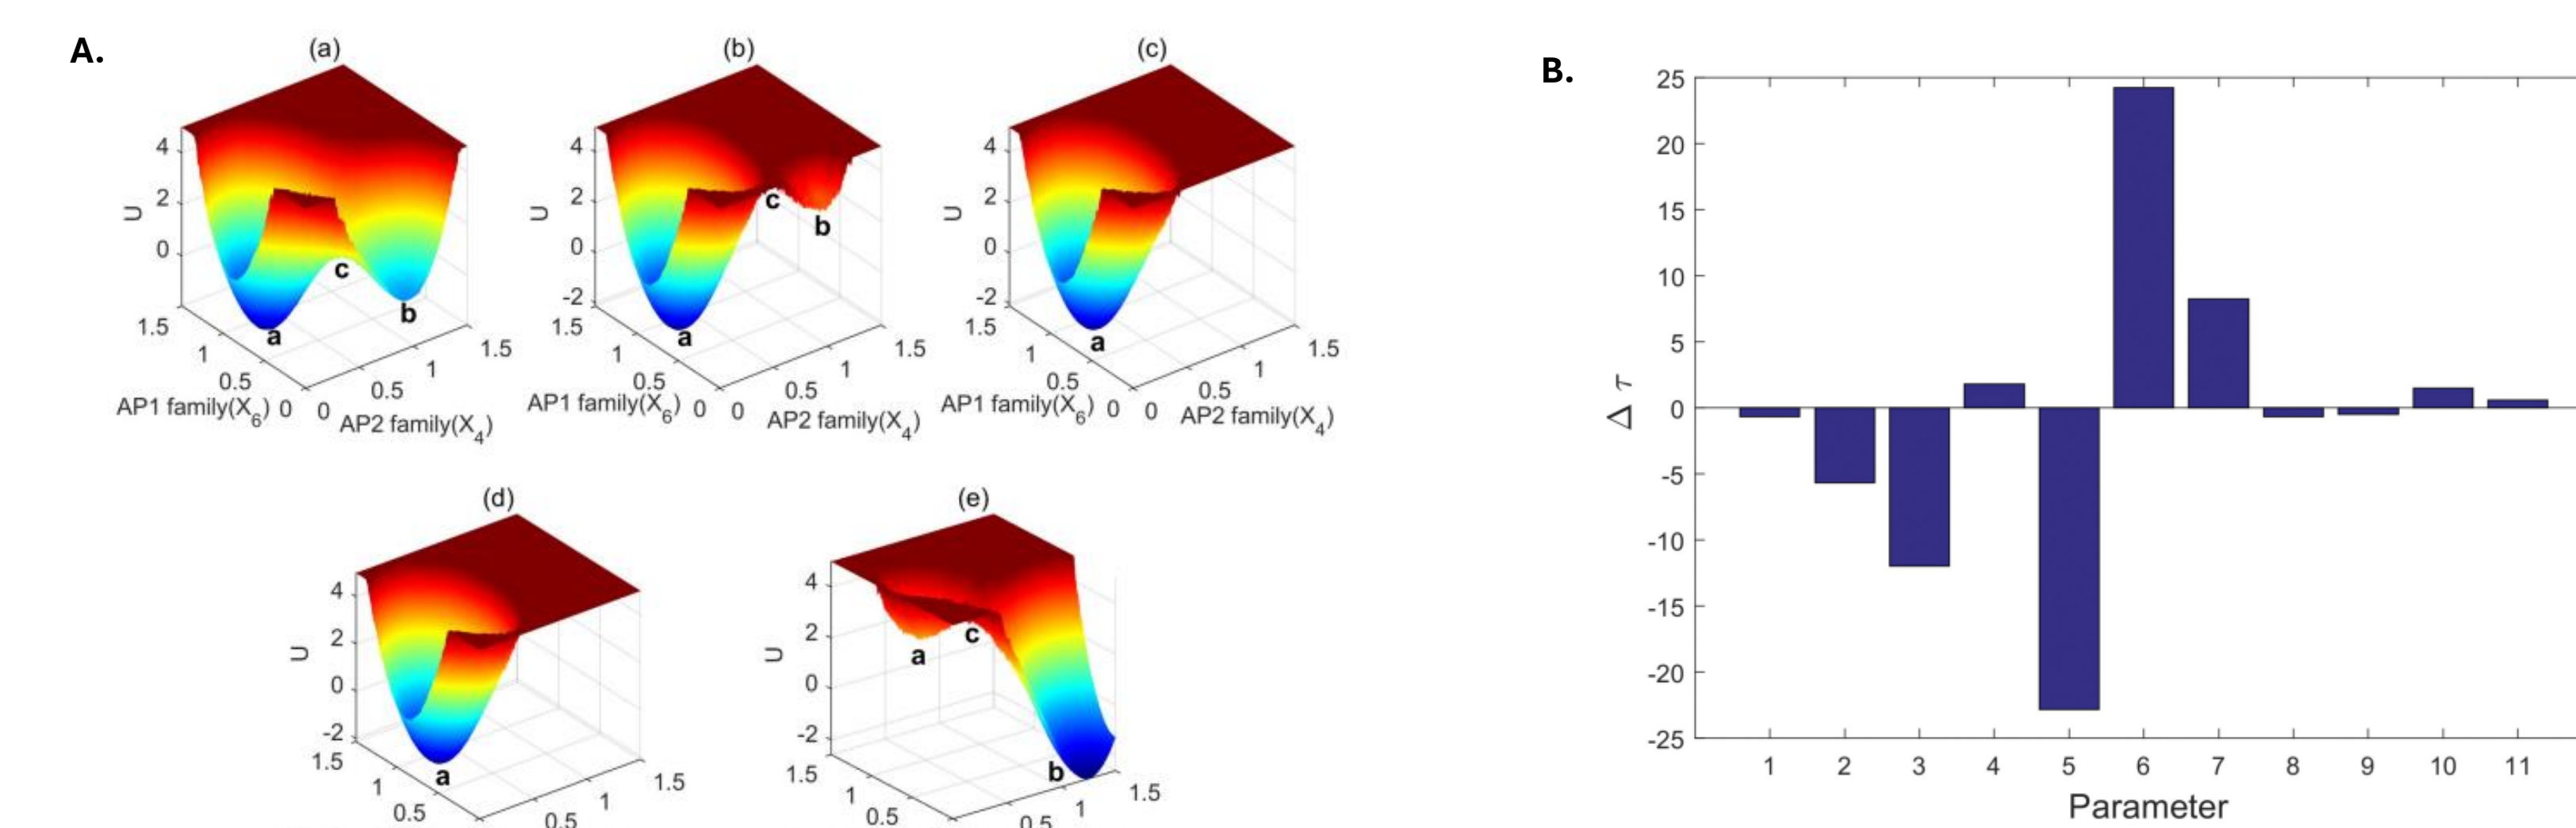 A.
(a)
(b)
(c)
4
2
0
U
1.5
1
0.5
0
AP1 family(X6)
0
0.5
1
1.5
AP2 family(X4)
a
b
c
4
2
0
-2
U
1.5
1
0.5
0
AP1 family(X6)
0
0.5
1
1.5
AP2 family(X4)
a
b
c
4
2
0
-2
U
1.5
1
0.5
0
AP1 family(X6)
0
0.5
1
1.5
AP2 family(X4)
a
(d)
(e)
4
2
0
-2
U
1.5
1
0.5
0.5
1
1.5
a
4
2
0
-2
U
1.5
1
0.5
0.5
1
1.5
a
c
b
B.
25
20
15
10
5
0
-5
-10
-15
-20
-25
Δ τ
1 2 3 4 5 6 7 8 9 10 11
Parameter